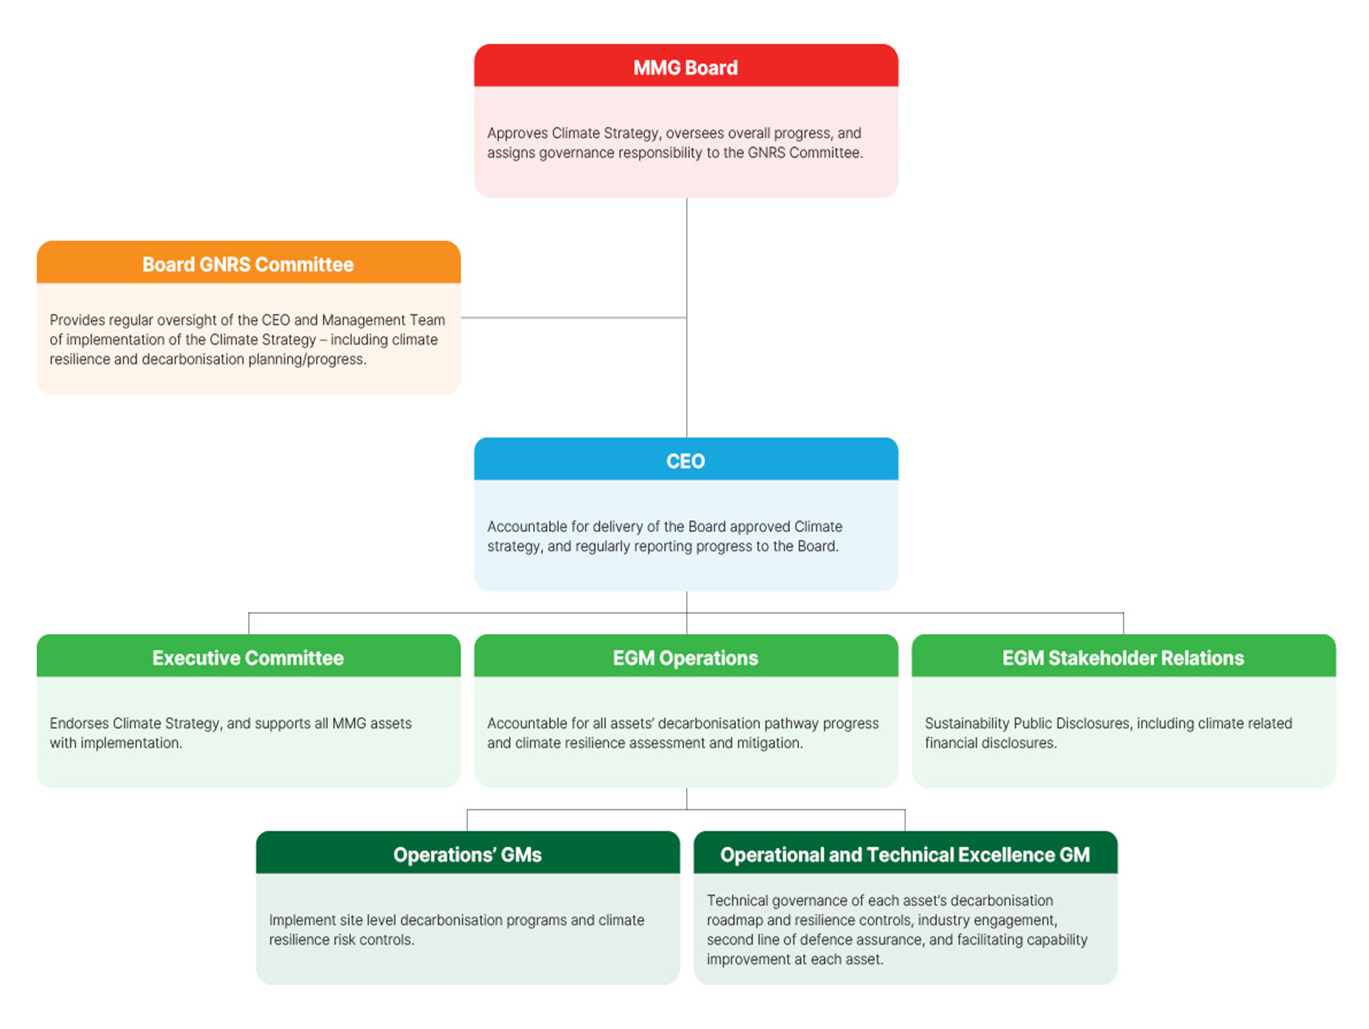 MMG Board
Approves Climate Strategy, oversees overall progress, and
assigns governance responsibility to the GNRS Committee.
Board GNRS Committee
Provides regular oversight of the CEO and Management Team
of implementation of the Climate Strategy – including climate
resilience and decarbonisation planning/progress.
CEO
Accountable for delivery of the Board approved Climate
strategy, and regularly reporting progress to the Board.
Executive Committee
Endorses Climate Strategy, and supports all MMG assets
with implementation.
EGM Operations
Accountable for all assets’ decarbonisation pathway progress
and climate resilience assessment and mitigation.
EGM Stakeholder Relations
Sustainability Public Disclosures, including climate related
financial disclosures.
Operations’ GMs
Implement site level decarbonisation programs and climate
resilience risk controls.
Operational and Technical Excellence GM
Technical governance of each asset’s decarbonisation
roadmap and resilience controls, industry engagement,
second line of defence assurance, and facilitating capability
improvement at each asset.